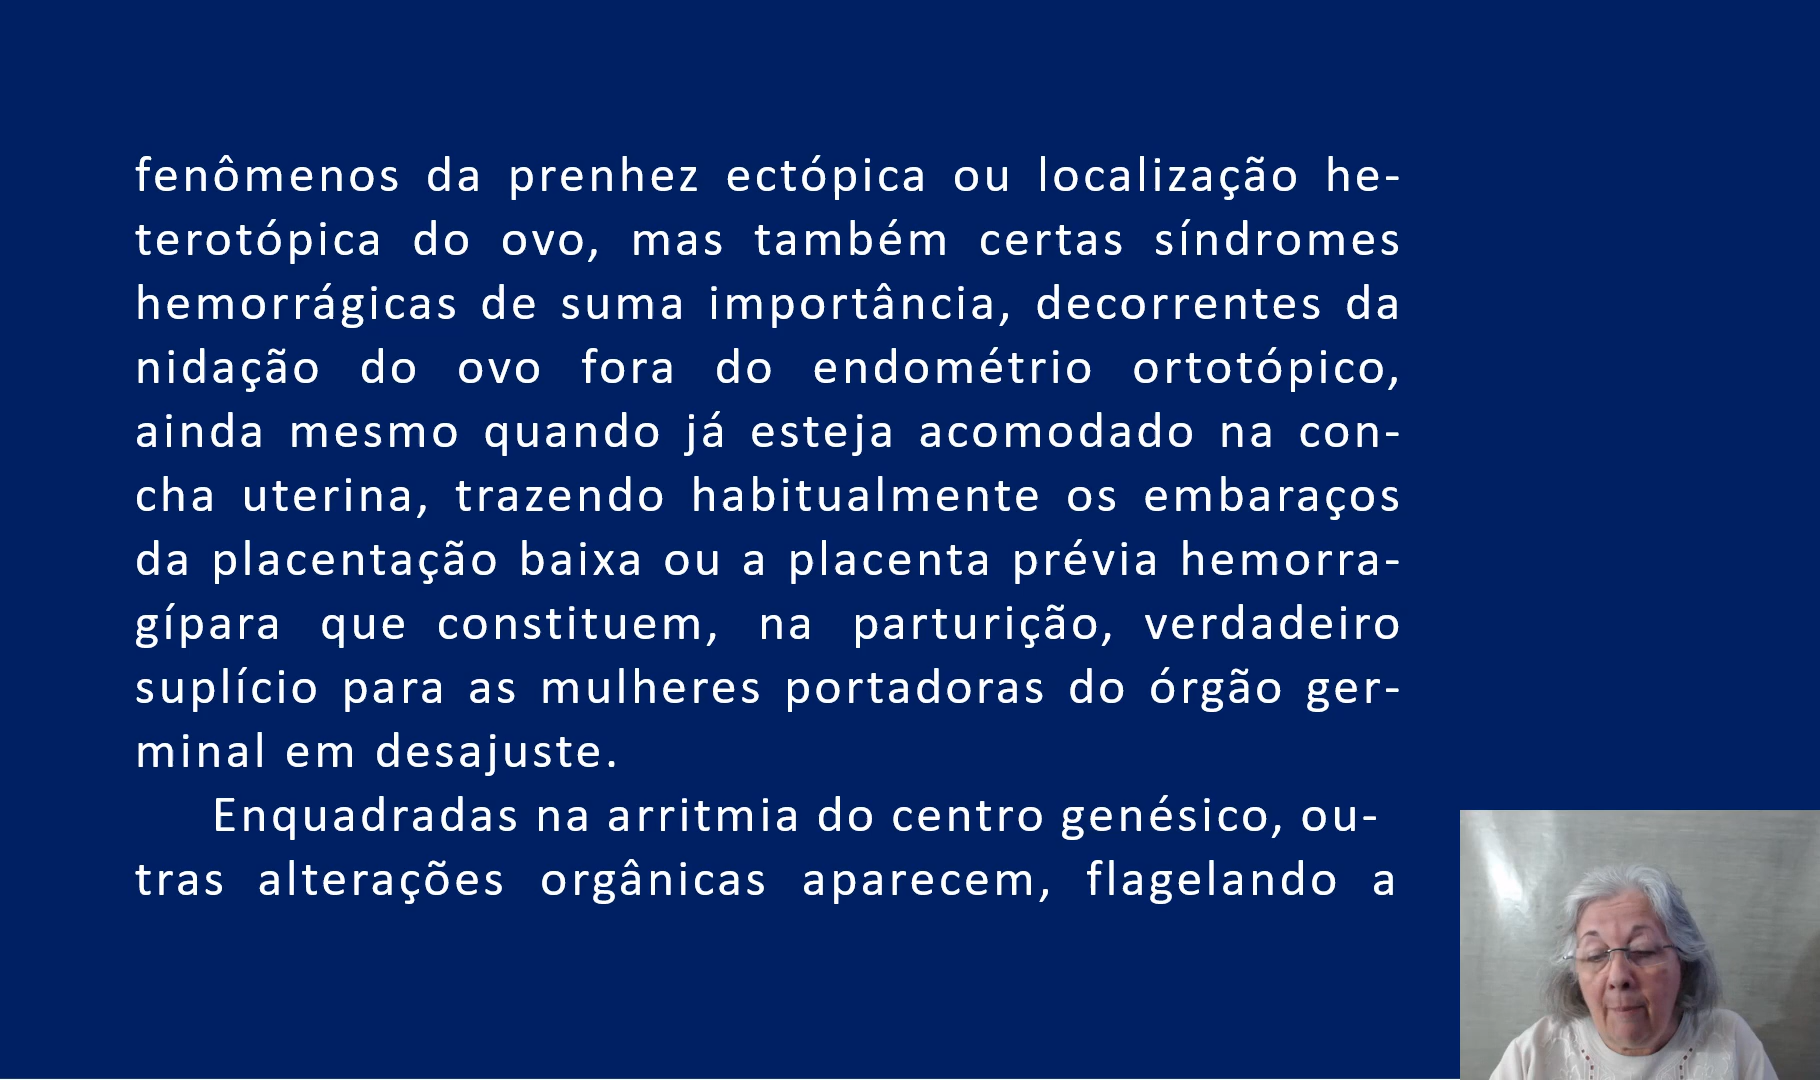 fenômenos da prenhez ectópica ou localização he-
terotópica do ovo, mas também certas síndromes
hemorrágicas de suma importância, decorrentes da
nidação do ovo fora do endométrio ortotópico,
ainda mesmo quando já esteja acomodado na con-
cha uterina, trazendo habitualmente os embaraços
da placentação baixa ou a placenta prévia hemorra-
gípara que constituem, na parturição, verdadeiro
suplício para as mulheres portadoras do órgão ger-
minal em desajuste.
Enquadradas na arritmia do centro genésico, ou-
tras alterações orgânicas aparecem, flagelando a